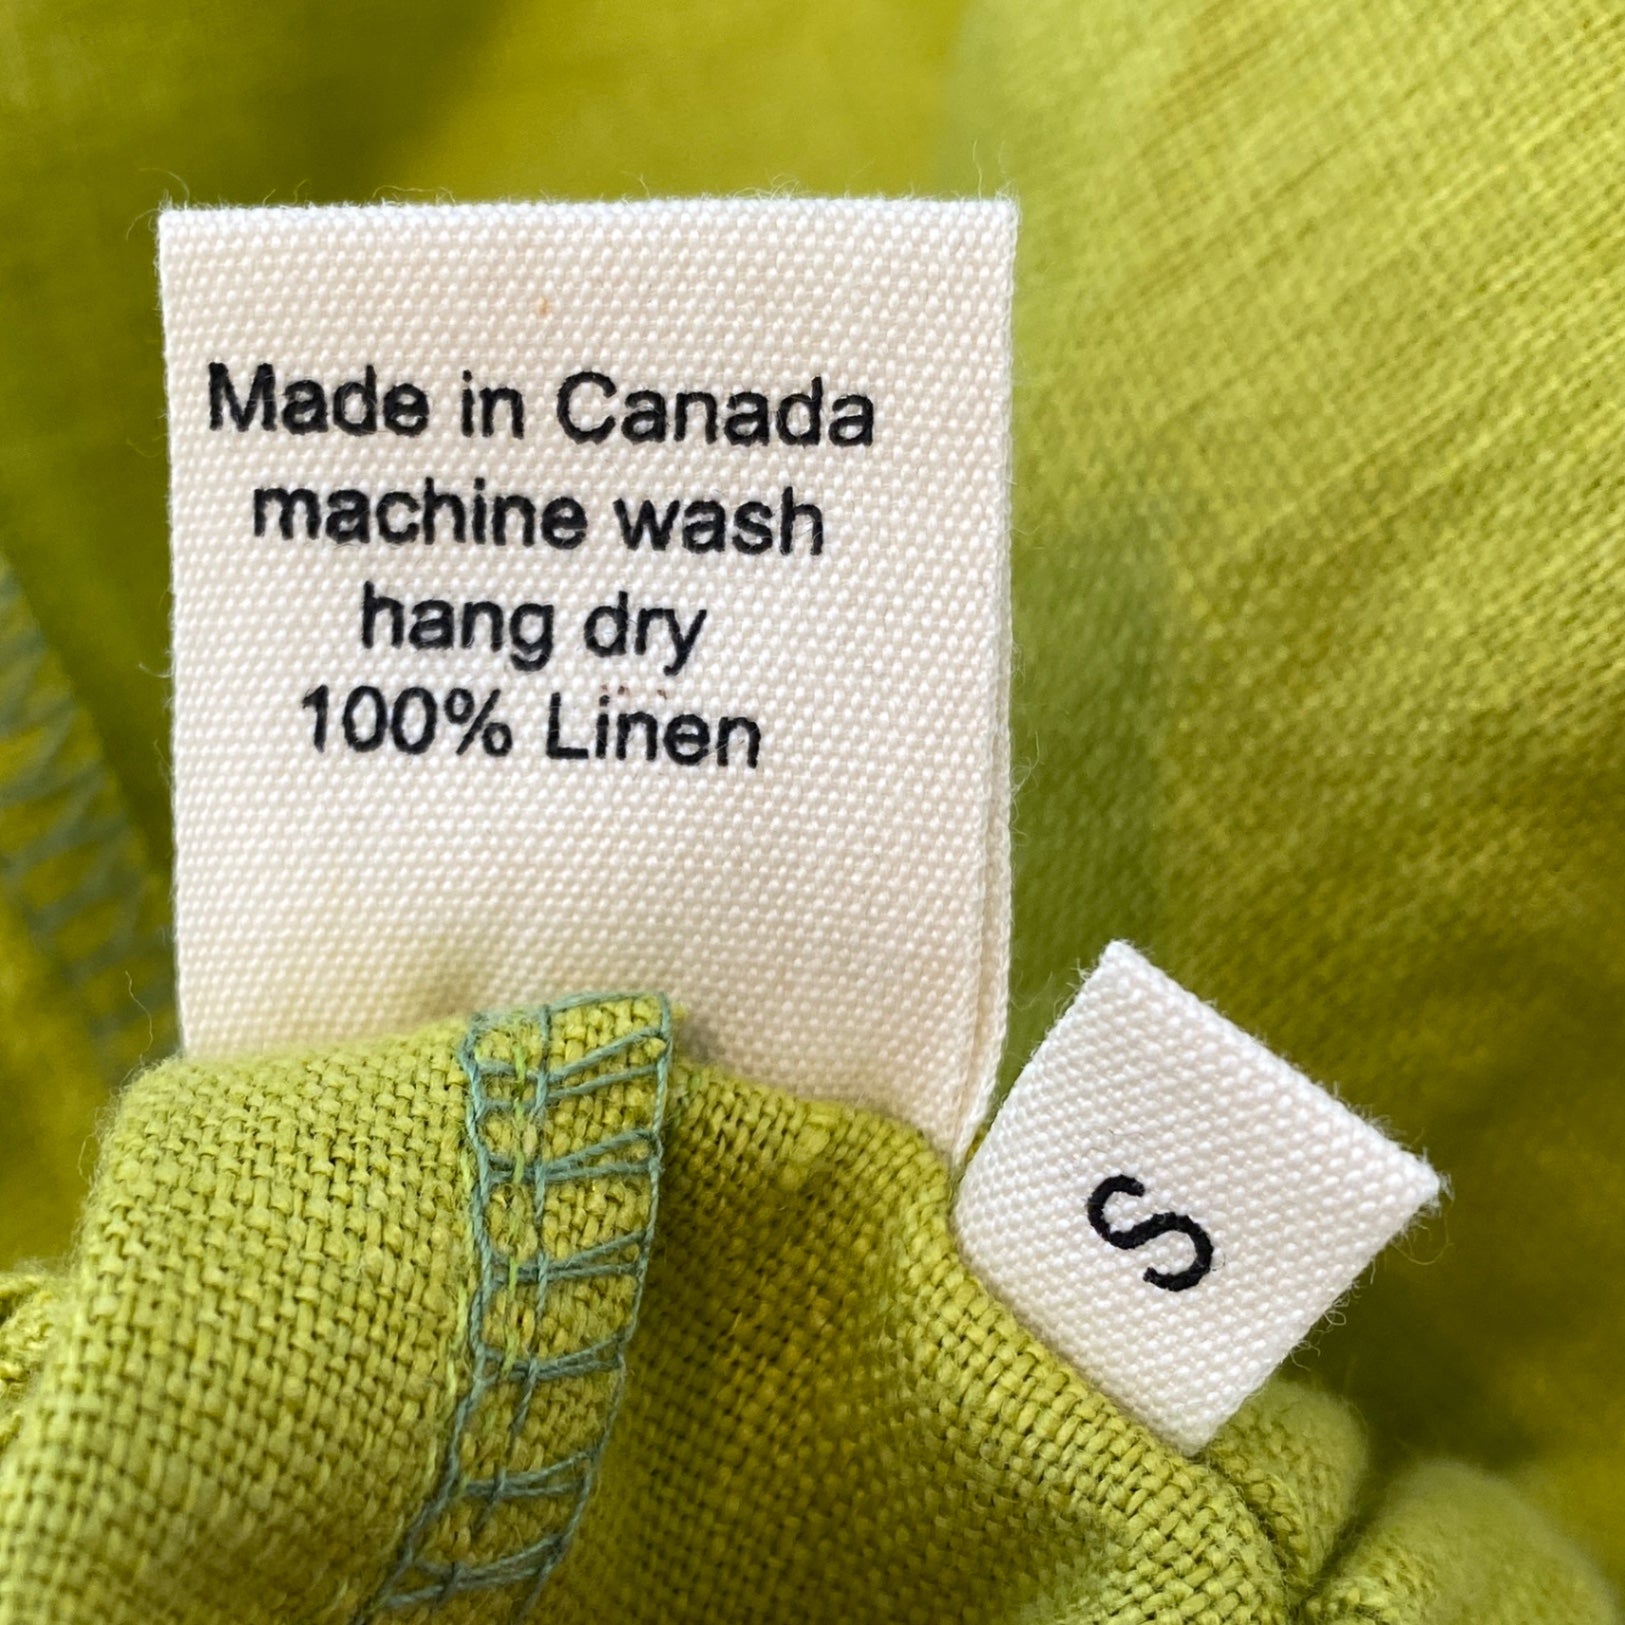 Made in Canada
machine wash
hang dry
100% Linen
S